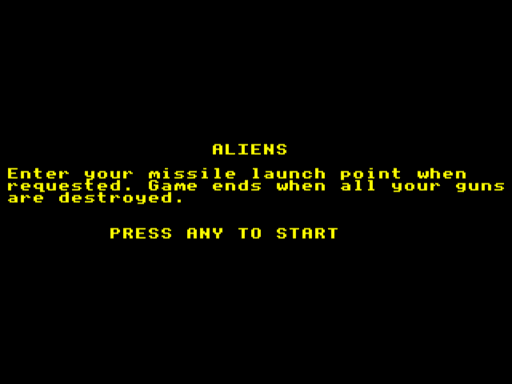 ALIENS
Enter your missile launch point when
requested. Game ends when all your guns
are destroyed.
PRESS ANY TO START